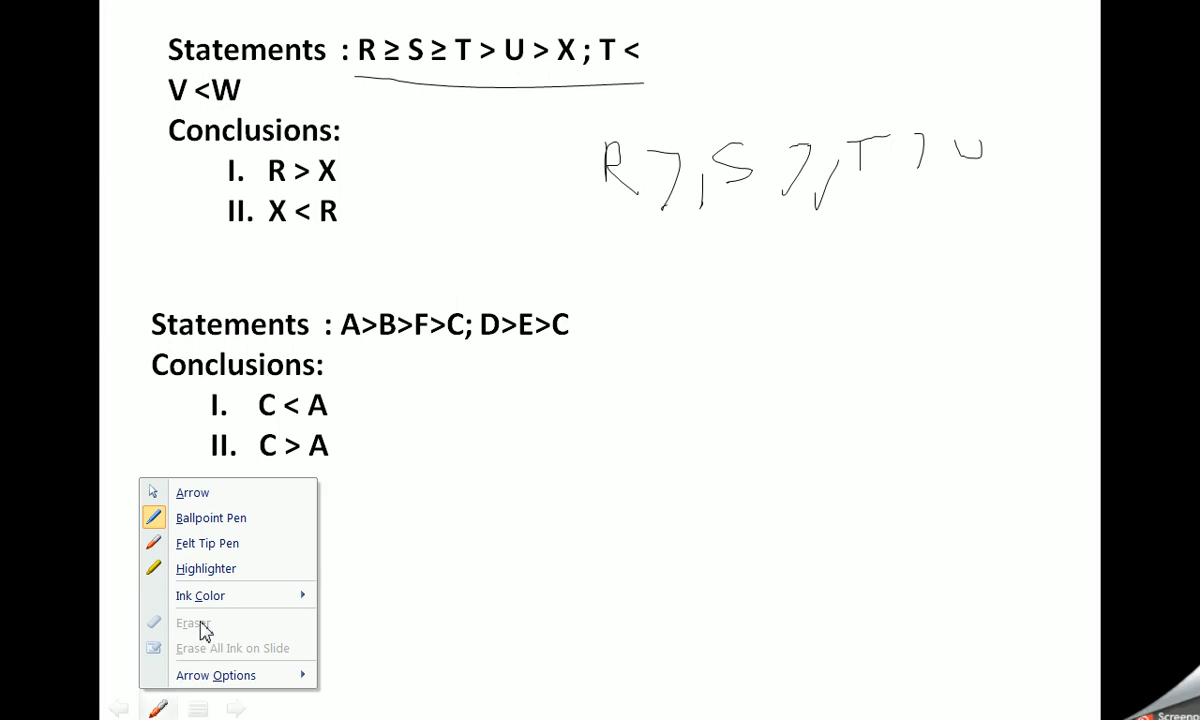 Statements : R ≥ S ≥ T > U > X ; T <
V <W
Conclusions:
I. R > X
II. X < R
R ≥ S ≥ T > U
Statements : A>B>F>C; D>E>C
Conclusions:
I. C < A
II. C > A
Arrow
Ballpoint Pen
Felt Tip Pen
Highlighter
Ink Color
Eraser
Erase All Ink on Slide
Arrow Options